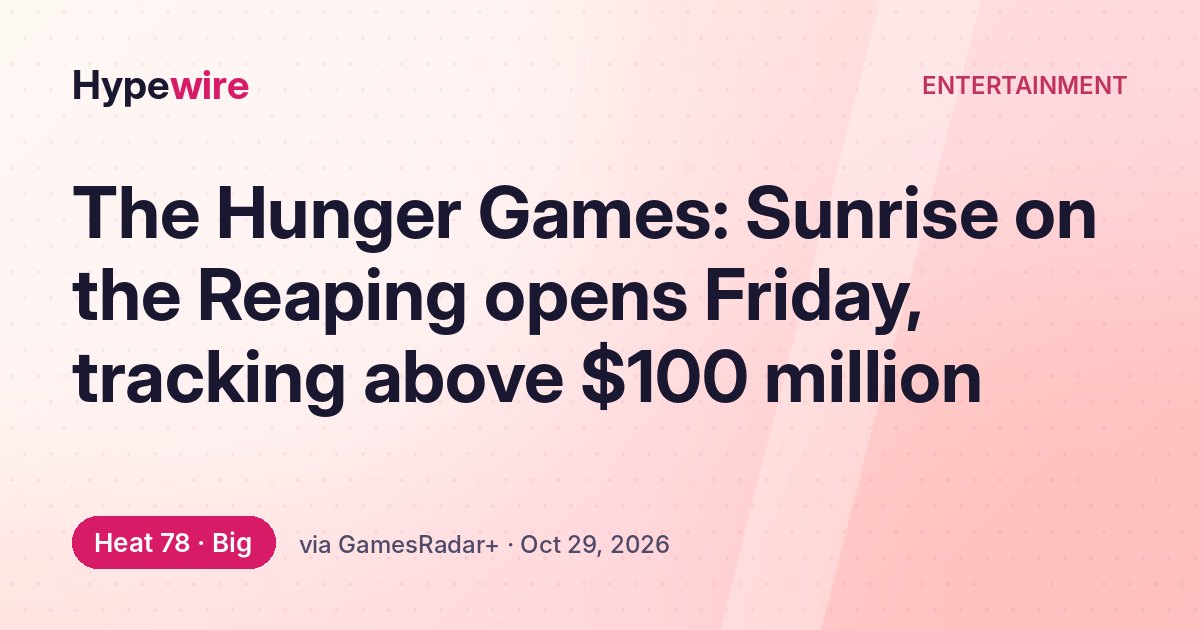 Hypewire
ENTERTAINMENT
The Hunger Games: Sunrise on
the Reaping opens Friday,
tracking above $100 million
Heat 78 · Big
via GamesRadar+ · Oct 29, 2026